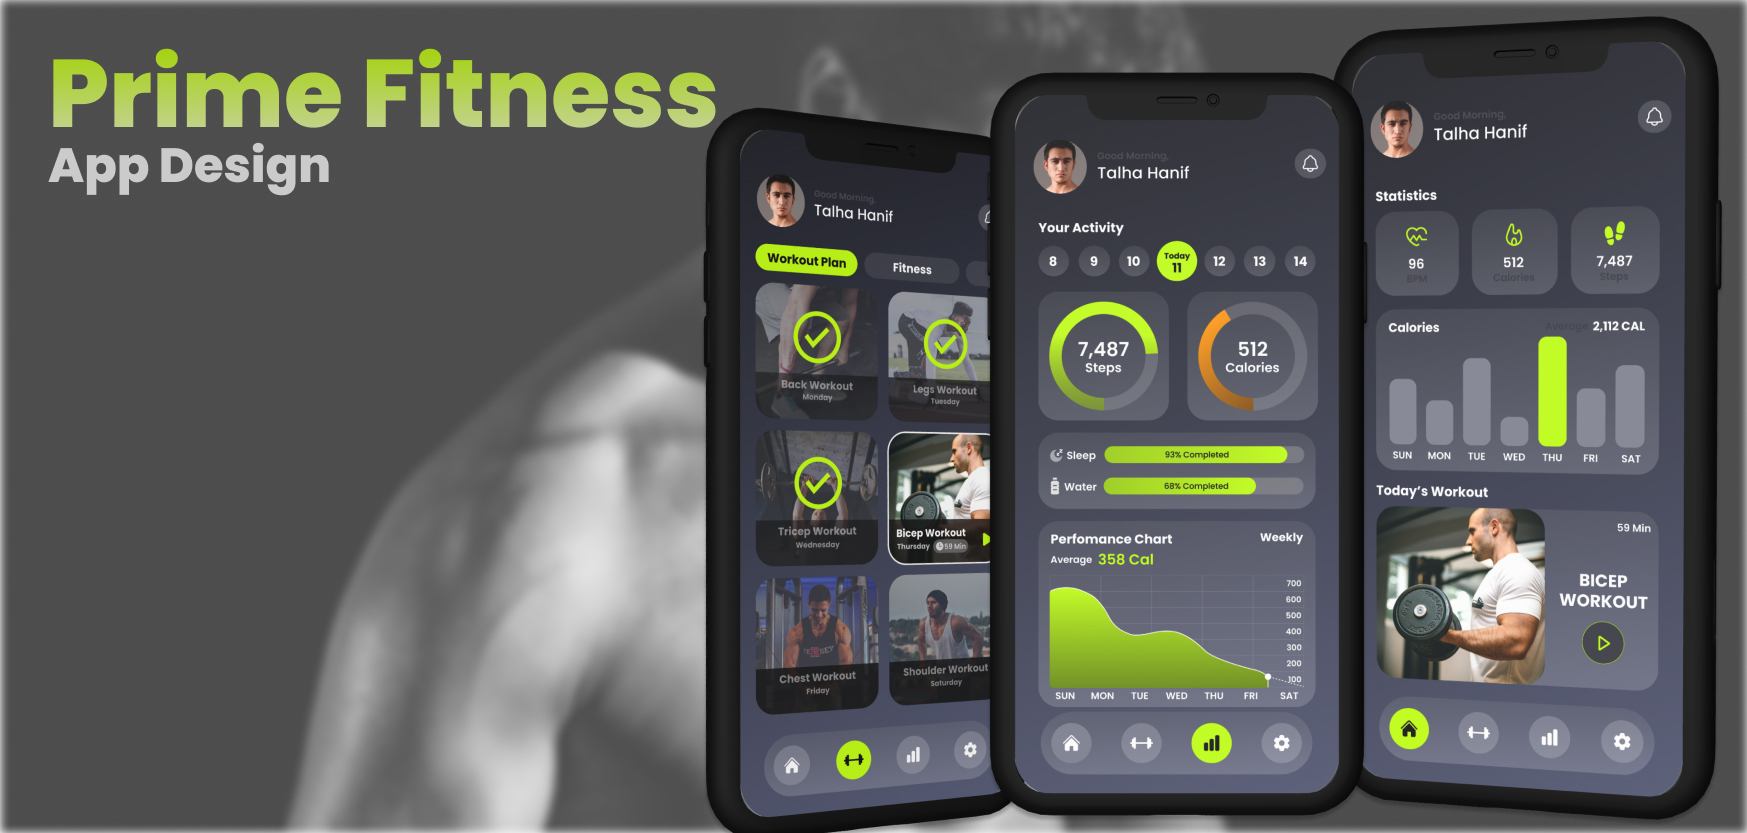 Prime Fitness
App Design
Good Morning,
Talha Hanif
Workout Plan
Fitness
Back Workout
Monday
Legs Workout
Tuesday
Tricep Workout
Wednesday
Bicep Workout
Thursday 59 Min
Chest Workout
Friday
Shoulder Workout
Saturday
Good Morning,
Talha Hanif
Your Activity
8 9 10 Today 11 12 13 14
7,487
Steps
512
Calories
Sleep 93% Completed
Water 68% Completed
Perfomance Chart Weekly
Average 358 Cal
700
600
500
400
300
200
100
SUN MON TUE WED THU FRI SAT
Good Morning,
Talha Hanif
Statistics
96
BPM
512
Calories
7,487
Steps
Calories Average 2,112 CAL
SUN MON TUE WED THU FRI SAT
Today's Workout
59 Min
BICEP
WORKOUT